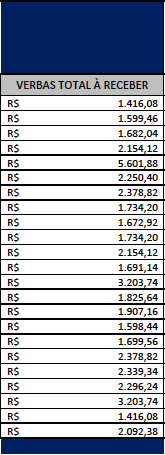 VERBAS TOTAL À RECEBER
R$ 1.416,08
R$ 1.599,46
R$ 1.682,04
R$ 2.154,12
R$ 5.601,88
R$ 2.250,40
R$ 2.378,82
R$ 1.734,20
R$ 1.672,92
R$ 1.734,20
R$ 2.154,12
R$ 1.691,14
R$ 3.203,74
R$ 1.825,64
R$ 1.907,16
R$ 1.598,44
R$ 1.699,56
R$ 2.378,82
R$ 2.339,34
R$ 2.296,24
R$ 3.203,74
R$ 1.416,08
R$ 2.092,38